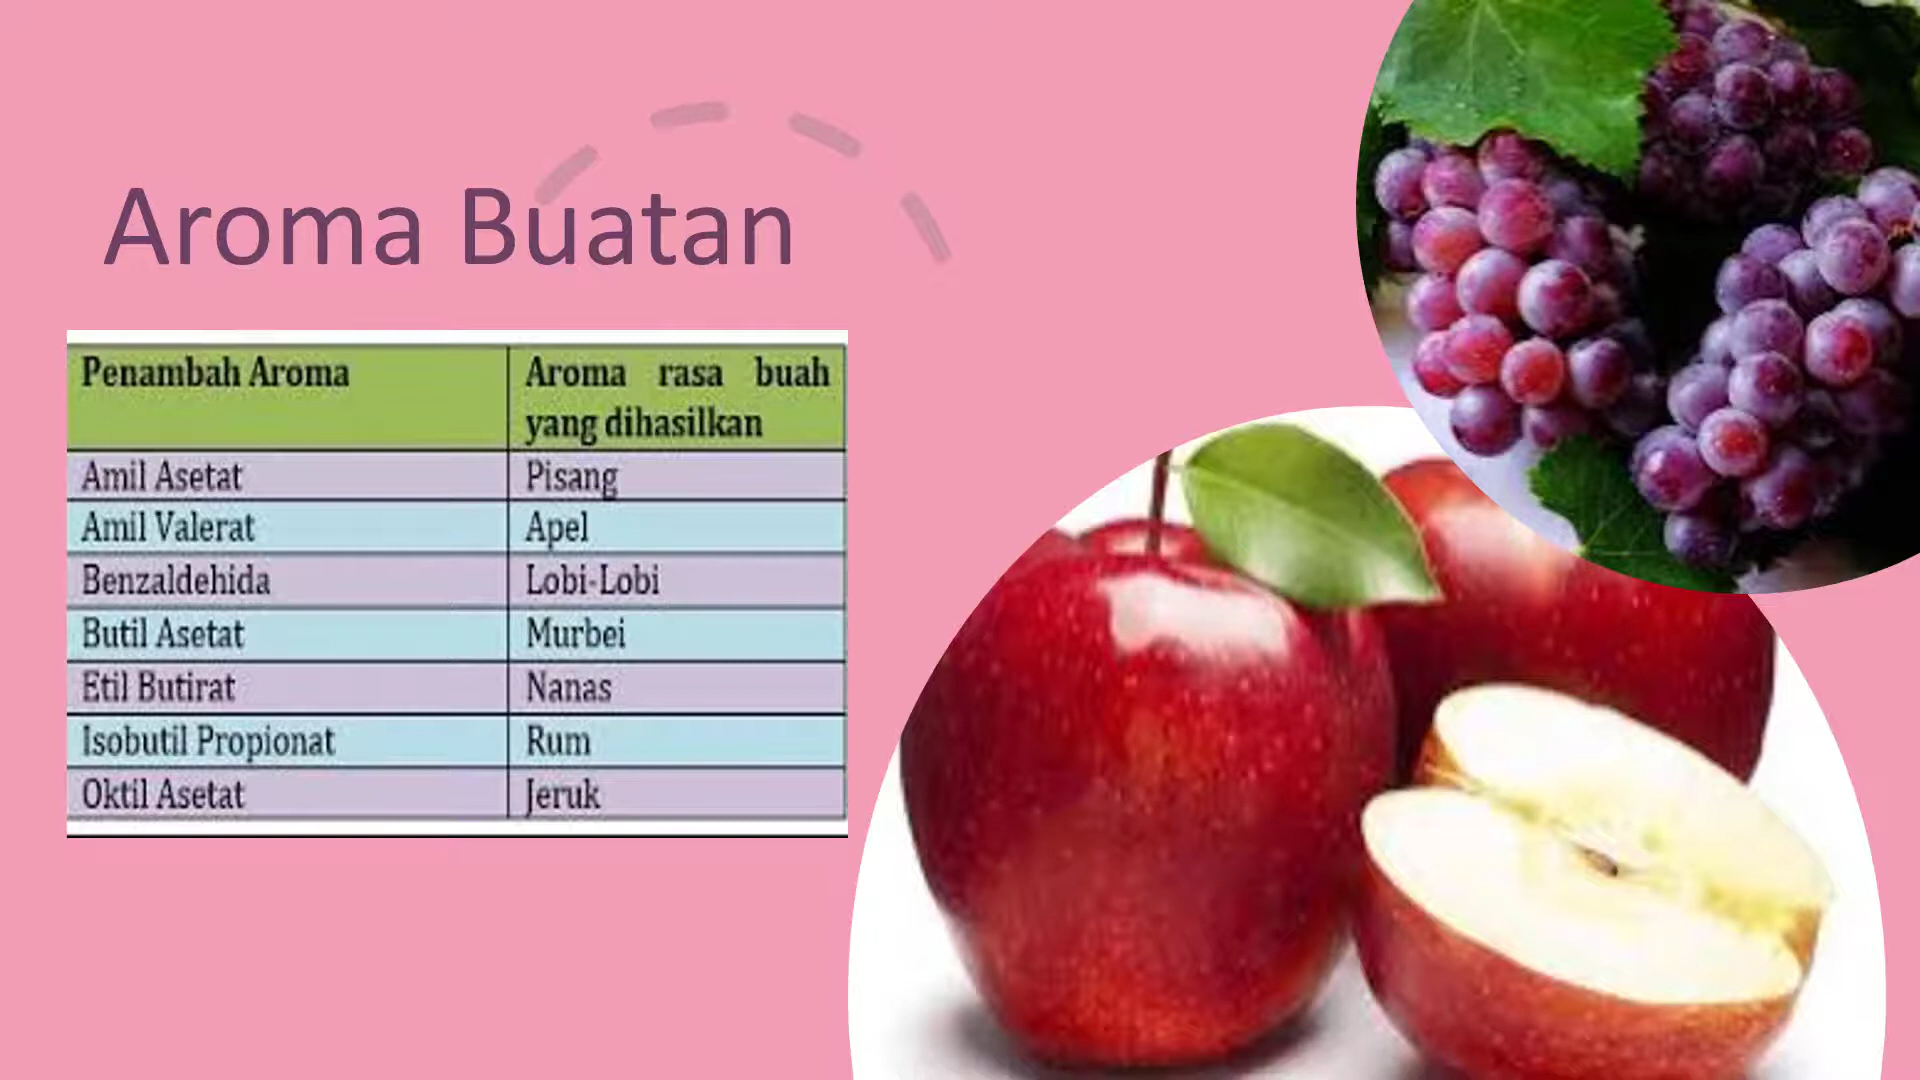 Aroma Buatan
Penambah Aroma Aroma rasa buah
yang dihasilkan
Amil Asetat Pisang
Amil Valerat Apel
Benzaldehida Lobi-Lobi
Butil Asetat Murbei
Etil Butirat Nanas
Isobutil Propionat Rum
Oktil Asetat Jeruk